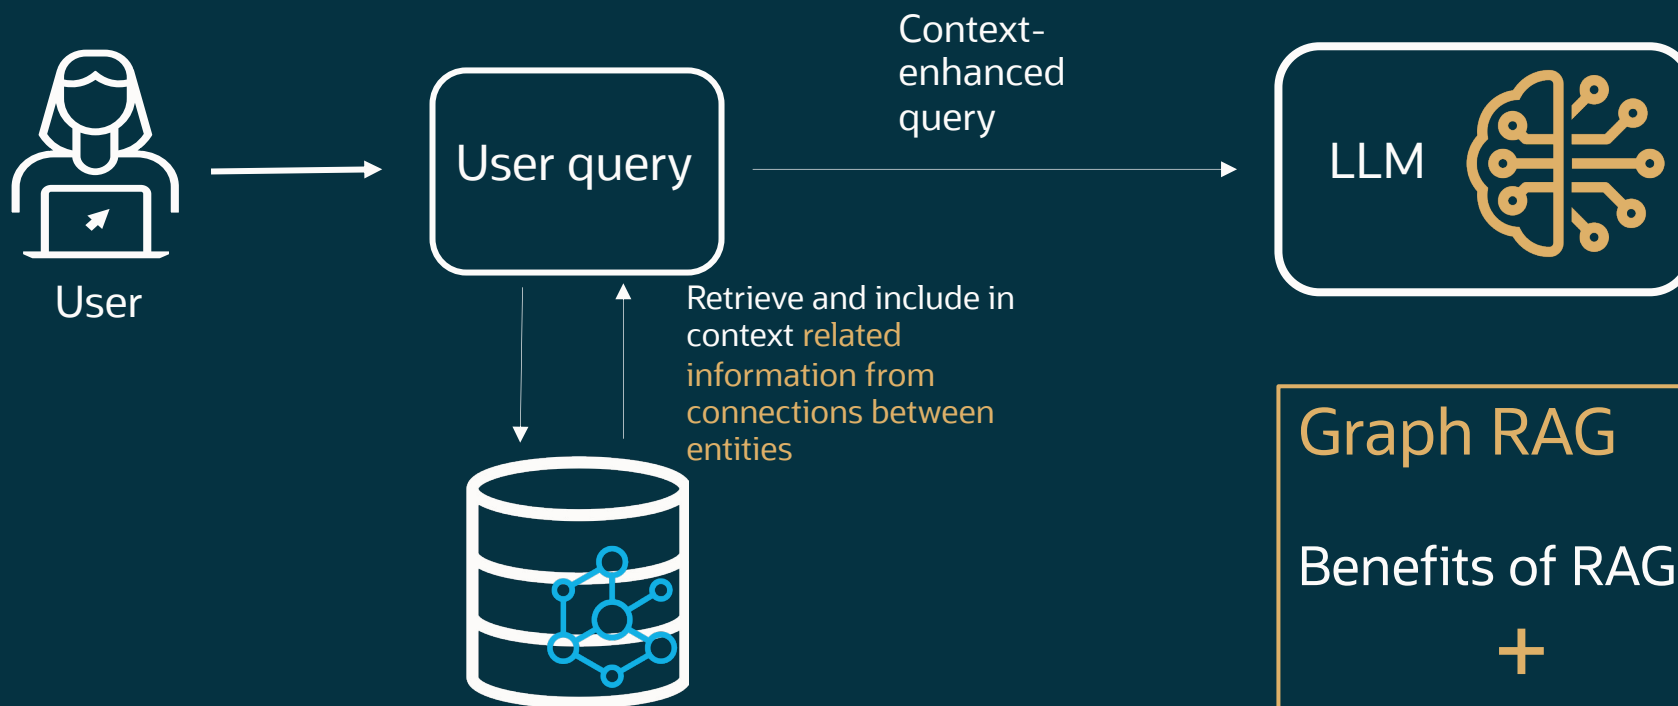 User
User query
Context-
enhanced
query
LLM
Retrieve and include in
context related
information from
connections between
entities
Graph RAG
Benefits of RAG
+